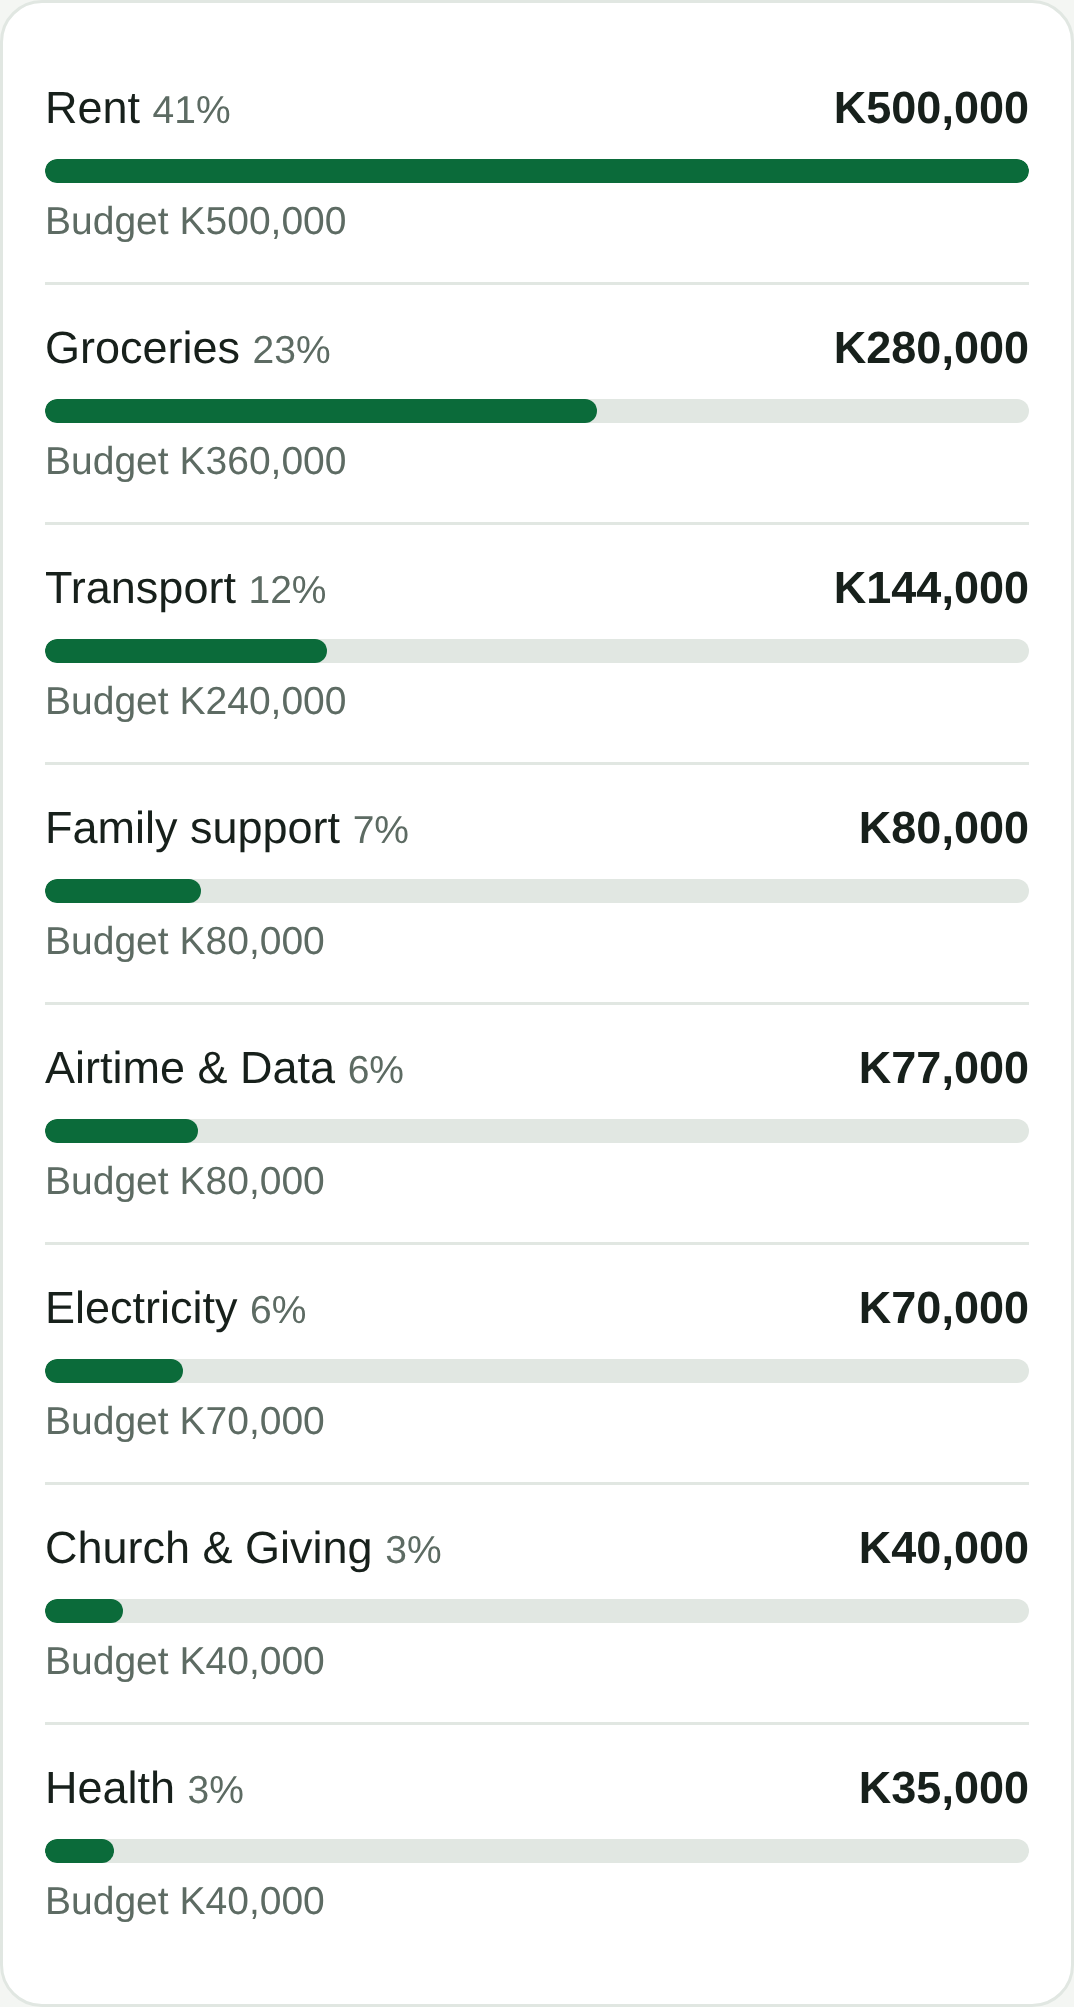 Rent 41% K500,000
Budget K500,000
Groceries 23% K280,000
Budget K360,000
Transport 12% K144,000
Budget K240,000
Family support 7% K80,000
Budget K80,000
Airtime & Data 6% K77,000
Budget K80,000
Electricity 6% K70,000
Budget K70,000
Church & Giving 3% K40,000
Budget K40,000
Health 3% K35,000
Budget K40,000